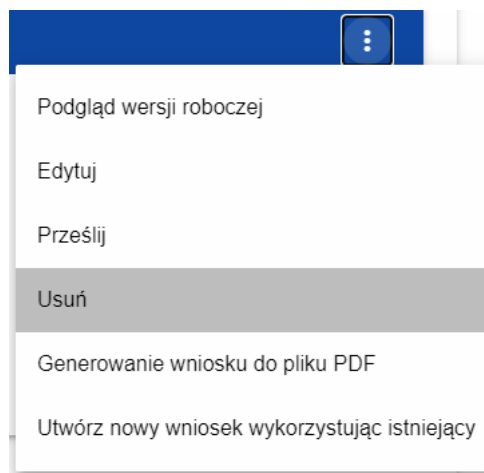 Podgląd wersji roboczej
Edytuj
Prześlij
Usuń
Generowanie wniosku do pliku PDF
Utwórz nowy wniosek wykorzystując istniejący